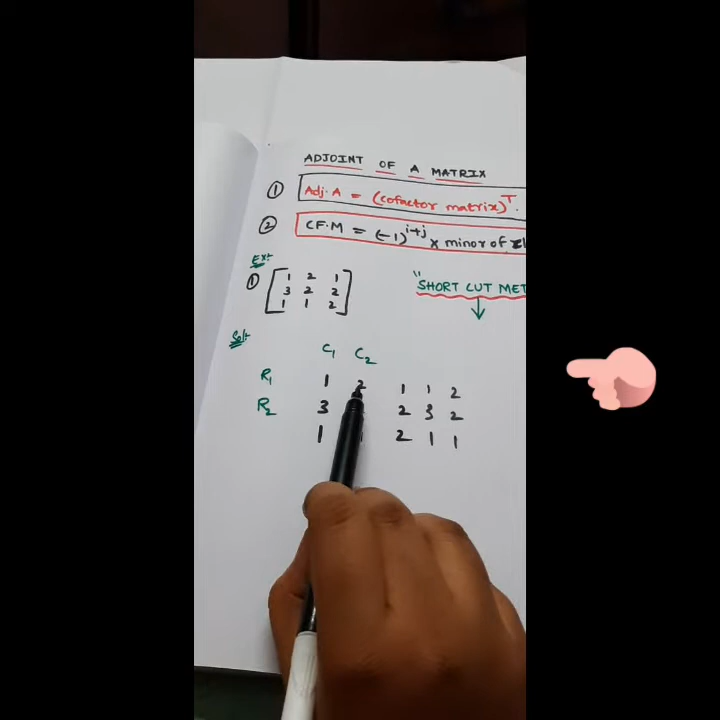 ADJOINT OF A MATRIX
① Adj.A = (cofactor matrix)ᵀ.
② CF.M = (-1)ⁱ⁺ʲ × minor of
Ex:
① [1 2 1
3 2 2
1 1 2]
"SHORT CUT MET
Sol:
C₁ C₂
R₁ 1 2 1 1 2
R₂ 3 2 3 2
1 1 2 1 1